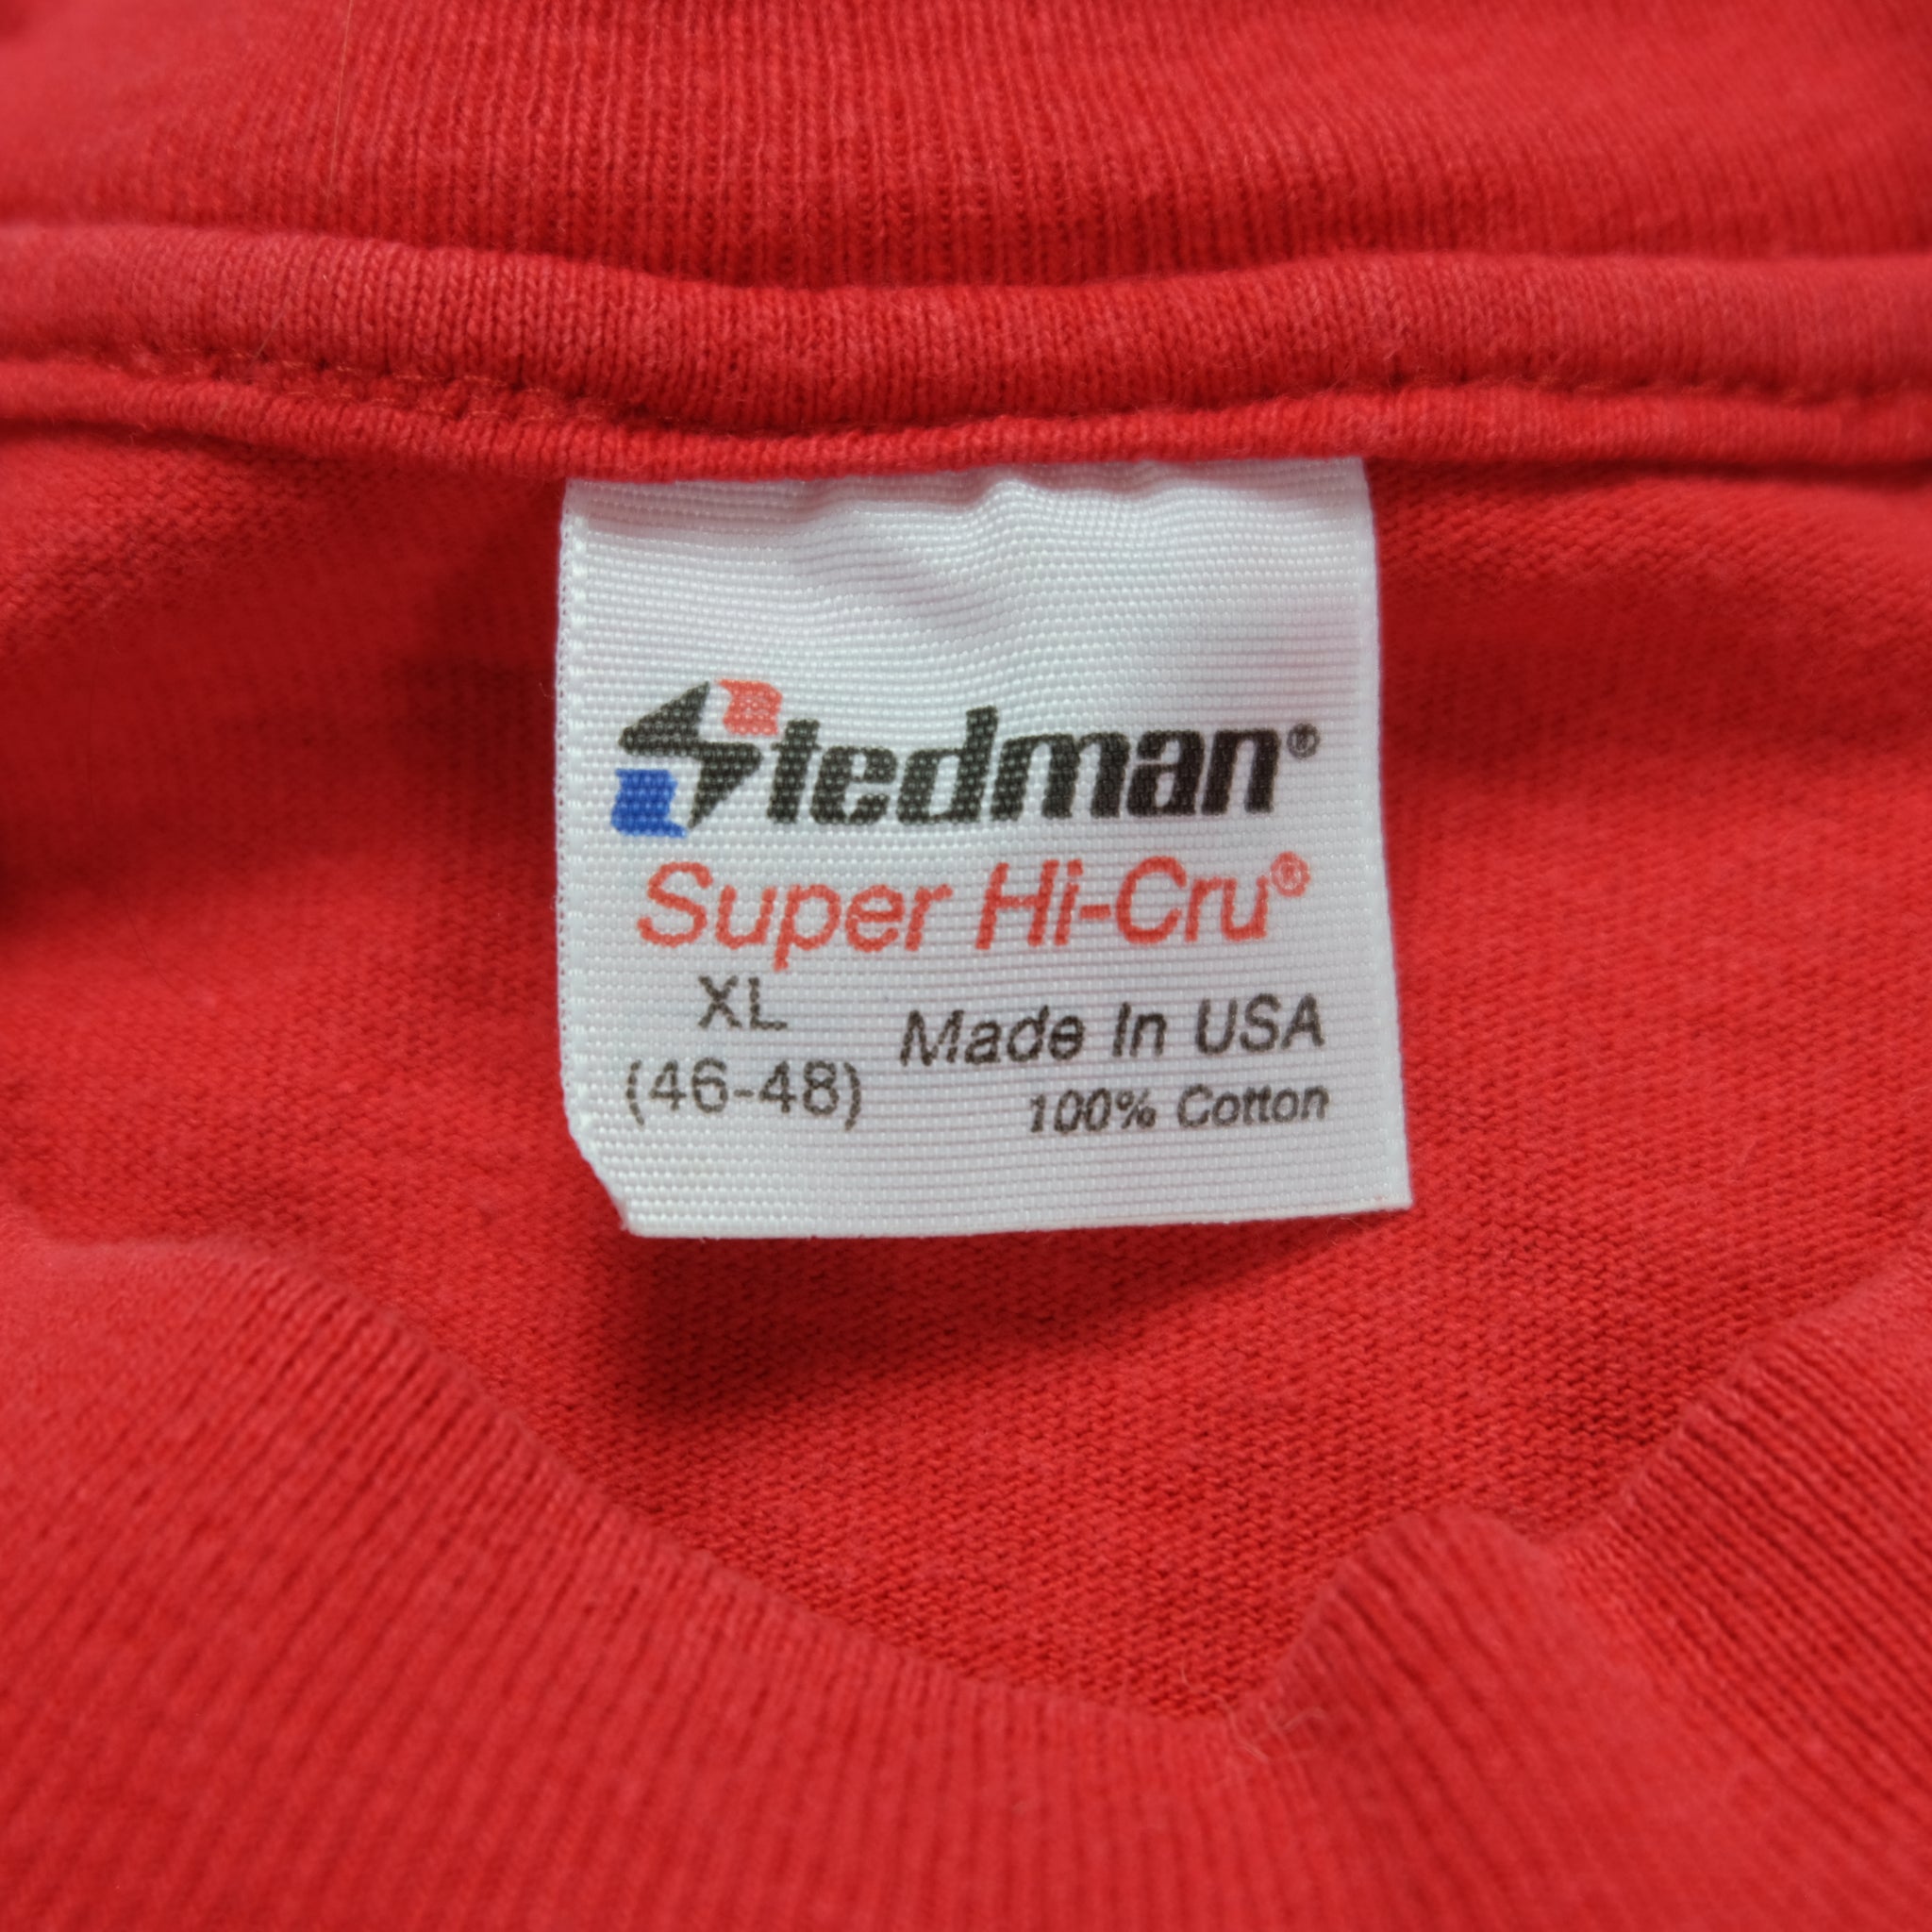 Stedman®
Super Hi-Cru®
XL
(46-48)
Made In USA
100% Cotton